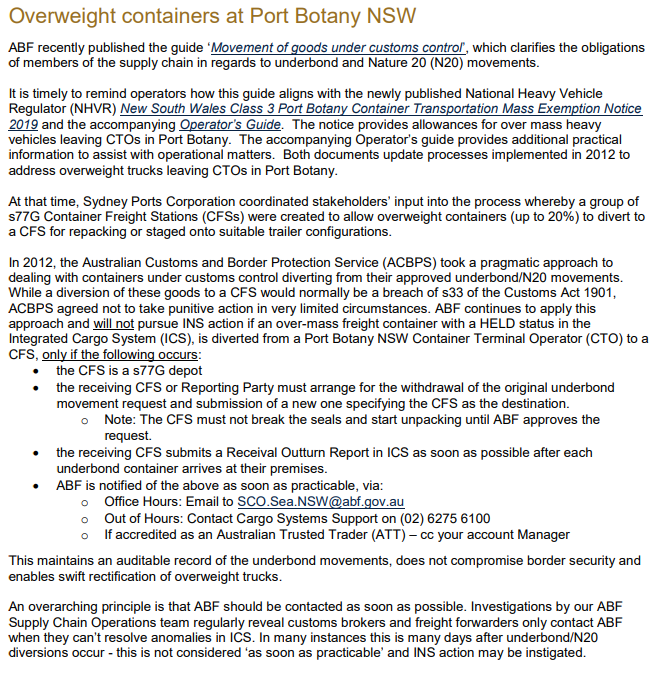 Overweight containers at Port Botany NSW
ABF recently published the guide ‘Movement of goods under customs control’, which clarifies the obligations
of members of the supply chain in regards to underbond and Nature 20 (N20) movements.
It is timely to remind operators how this guide aligns with the newly published National Heavy Vehicle
Regulator (NHVR) New South Wales Class 3 Port Botany Container Transportation Mass Exemption Notice
2019 and the accompanying Operator’s Guide.  The notice provides allowances for over mass heavy
vehicles leaving CTOs in Port Botany.  The accompanying Operator’s guide provides additional practical
information to assist with operational matters.  Both documents update processes implemented in 2012 to
address overweight trucks leaving CTOs in Port Botany.
At that time, Sydney Ports Corporation coordinated stakeholders’ input into the process whereby a group of
s77G Container Freight Stations (CFSs) were created to allow overweight containers (up to 20%) to divert to
a CFS for repacking or staged onto suitable trailer configurations.
In 2012, the Australian Customs and Border Protection Service (ACBPS) took a pragmatic approach to
dealing with containers under customs control diverting from their approved underbond/N20 movements.
While a diversion of these goods to a CFS would normally be a breach of s33 of the Customs Act 1901,
ACBPS agreed not to take punitive action in very limited circumstances. ABF continues to apply this
approach and will not pursue INS action if an over-mass freight container with a HELD status in the
Integrated Cargo System (ICS), is diverted from a Port Botany NSW Container Terminal Operator (CTO) to a
CFS, only if the following occurs:
• the CFS is a s77G depot
• the receiving CFS or Reporting Party must arrange for the withdrawal of the original underbond
movement request and submission of a new one specifying the CFS as the destination.
o Note: The CFS must not break the seals and start unpacking until ABF approves the
request.
• the receiving CFS submits a Receival Outturn Report in ICS as soon as possible after each
underbond container arrives at their premises.
• ABF is notified of the above as soon as practicable, via:
o Office Hours: Email to SCO.Sea.NSW@abf.gov.au
o Out of Hours: Contact Cargo Systems Support on (02) 6275 6100
o If accredited as an Australian Trusted Trader (ATT) – cc your account Manager
This maintains an auditable record of the underbond movements, does not compromise border security and
enables swift rectification of overweight trucks.
An overarching principle is that ABF should be contacted as soon as possible. Investigations by our ABF
Supply Chain Operations team regularly reveal customs brokers and freight forwarders only contact ABF
when they can’t resolve anomalies in ICS. In many instances this is many days after underbond/N20
diversions occur - this is not considered ‘as soon as practicable’ and INS action may be instigated.